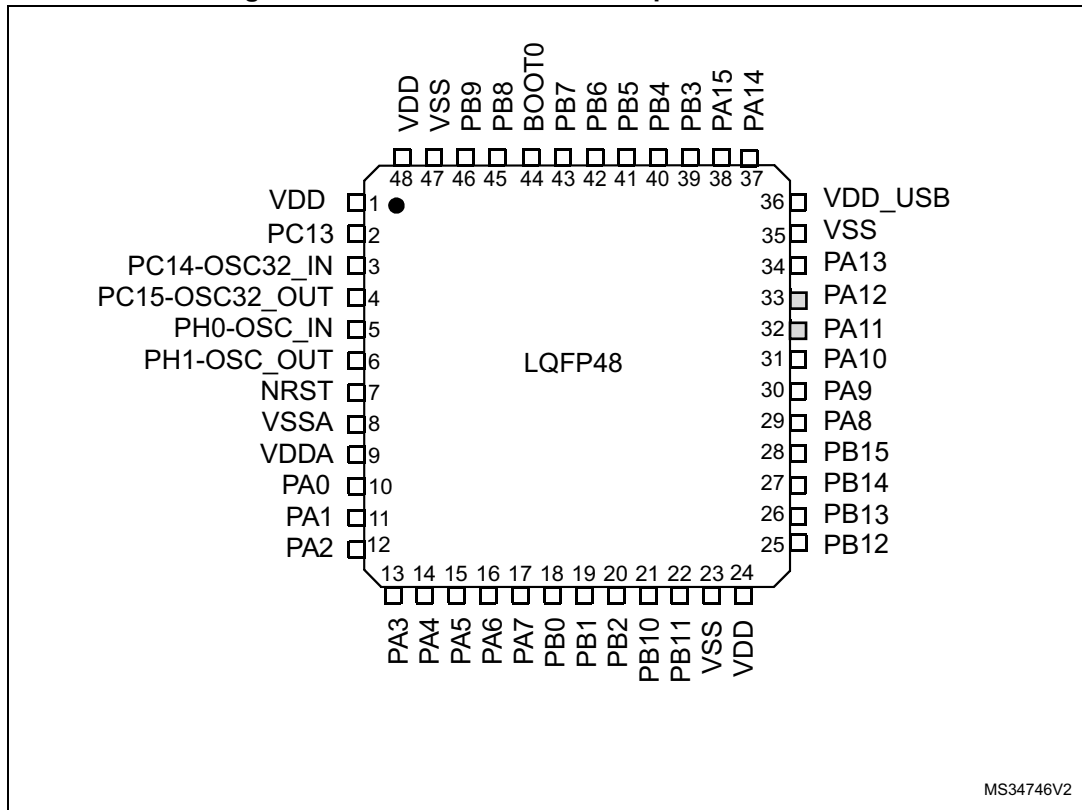 VDD
VSS
PB9
PB8
BOOT0
PB7
PB6
PB5
PB4
PB3
PA15
PA14
48 47 46 45 44 43 42 41 40 39 38 37
VDD 1
PC13 2
PC14-OSC32_IN 3
PC15-OSC32_OUT 4
PH0-OSC_IN 5
PH1-OSC_OUT 6
NRST 7
VSSA 8
VDDA 9
PA0 10
PA1 11
PA2 12
LQFP48
36 VDD_USB
35 VSS
34 PA13
33 PA12
32 PA11
31 PA10
30 PA9
29 PA8
28 PB15
27 PB14
26 PB13
25 PB12
13 14 15 16 17 18 19 20 21 22 23 24
PA3
PA4
PA5
PA6
PA7
PB0
PB1
PB2
PB10
PB11
VSS
VDD
MS34746V2